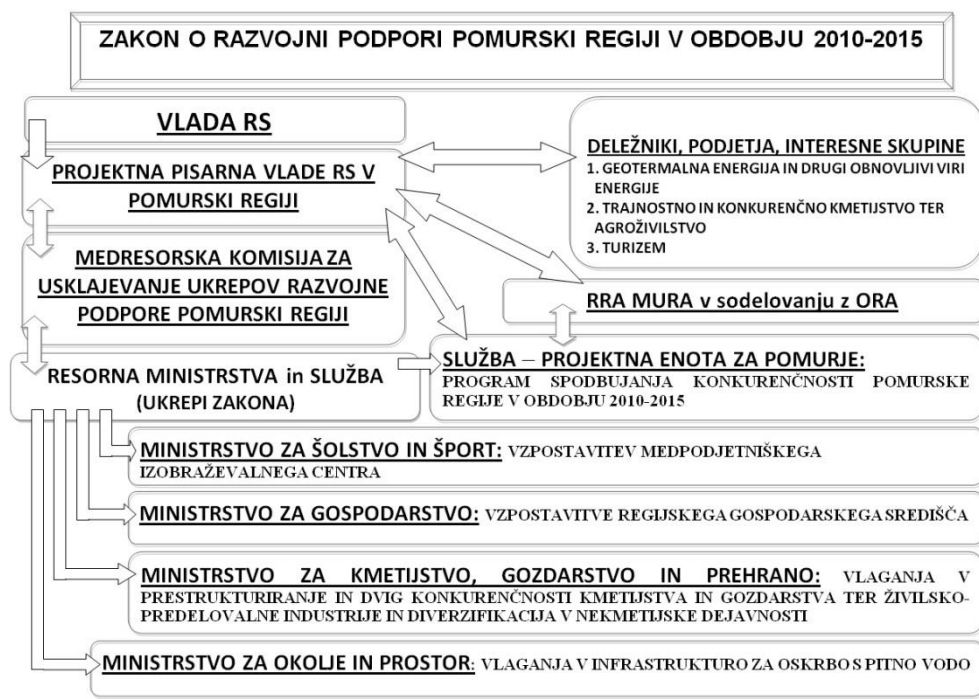 ZAKON O RAZVOJNI PODPORI POMURSKI REGIJI V OBDOBJU 2010-2015
VLADA RS
PROJEKTNA PISARNA VLADE RS V
POMURSKI REGIJI
MEDRESORSKA KOMISIJA ZA
USKLAJEVANJE UKREPOV RAZVOJNE
PODPORE POMURSKI REGIJI
RESORNA MINISTRSTVA in SLUŽBA
(UKREPI ZAKONA)
DELEŽNIKI, PODJETJA, INTERESNE SKUPINE
1. GEOTERMALNA ENERGIJA IN DRUGI OBNOVLJIVI VIRI
ENERGIJE
2. TRAJNOSTNO IN KONKURENČNO KMETIJSTVO TER
AGROŽIVILSTVO
3. TURIZEM
RRA MURA v sodelovanju z ORA
SLUŽBA – PROJEKTNA ENOTA ZA POMURJE:
PROGRAM SPODBUJANJA KONKURENČNOSTI POMURSKE
REGIJE V OBDOBJU 2010-2015
MINISTRSTVO ZA ŠOLSTVO IN ŠPORT: VZPOSTAVITEV MEDPODJETNIŠKEGA
IZOBRAŽEVALNEGA CENTRA
MINISTRSTVO ZA GOSPODARSTVO: VZPOSTAVITVE REGIJSKEGA GOSPODARSKEGA SREDIŠČA
MINISTRSTVO ZA KMETIJSTVO, GOZDARSTVO IN PREHRANO: VLAGANJA V
PRESTRUKTURIRANJE IN DVIG KONKURENČNOSTI KMETIJSTVA IN GOZDARSTVA TER ŽIVILSKO-
PREDELOVALNE INDUSTRIJE IN DIVERZIFIKACIJA V NEKMETIJSKE DEJAVNOSTI
MINISTRSTVO ZA OKOLJE IN PROSTOR: VLAGANJA V INFRASTRUKTURO ZA OSKRBO S PITNO VODO